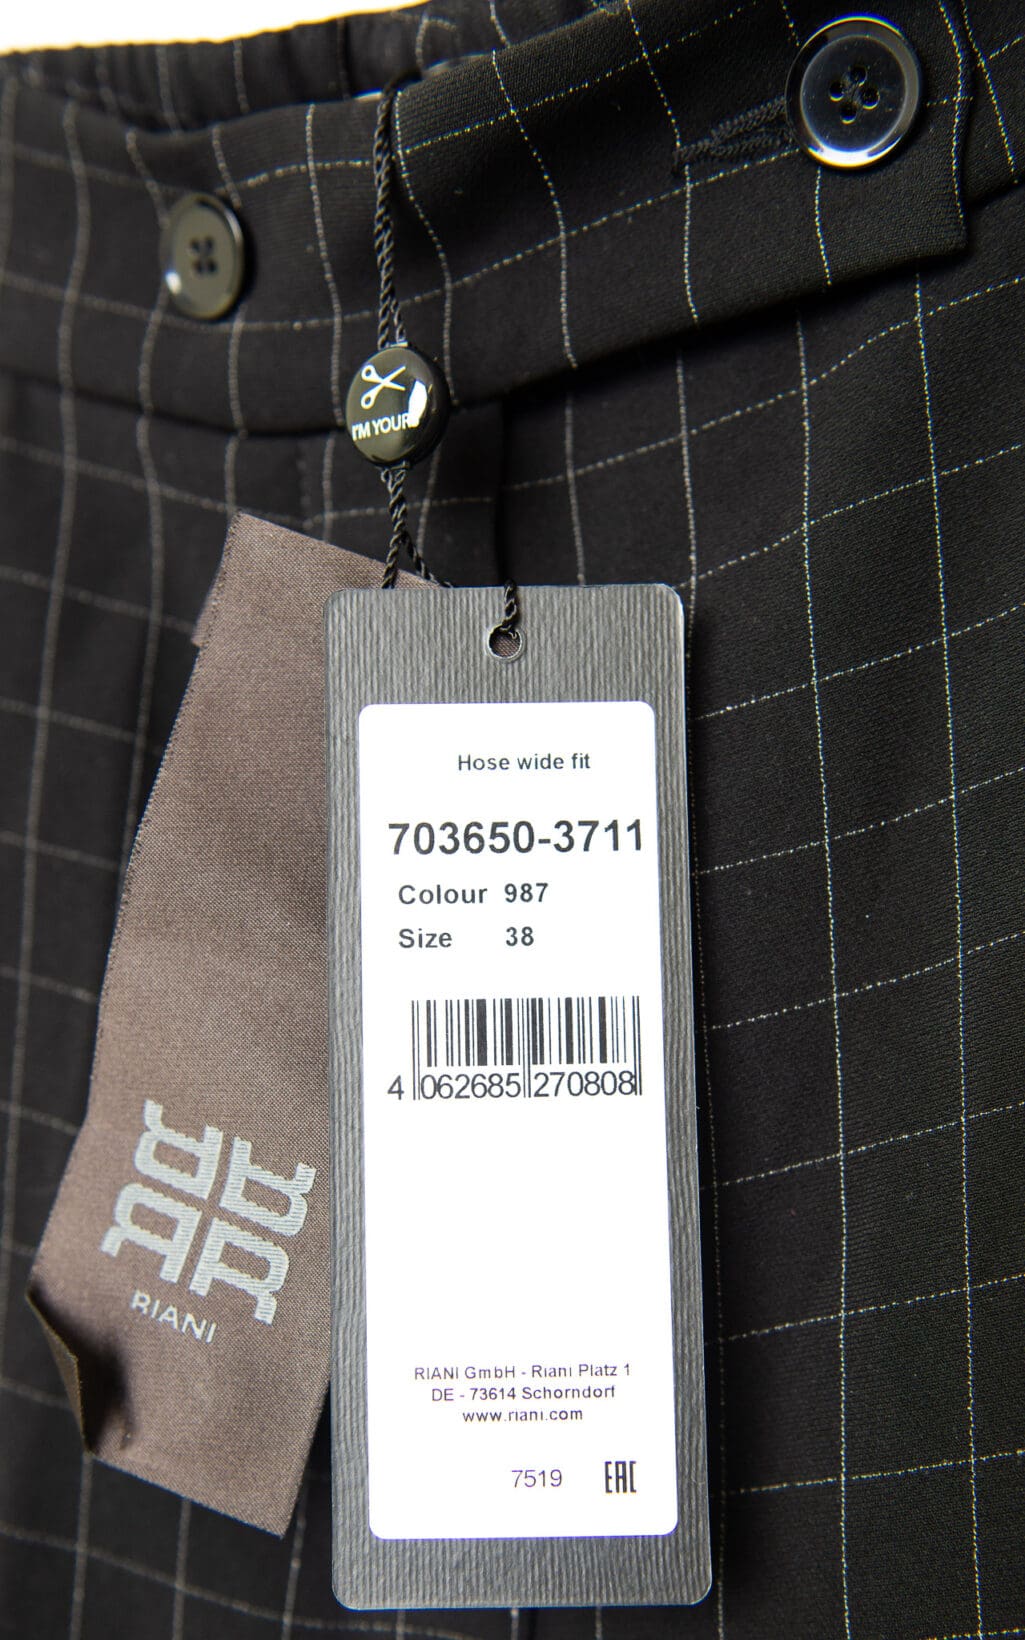 I'M YOUR
Hose wide fit
703650-3711
Colour 987
Size 38
4 062685 270808
RIANI
RIANI GmbH - Riani Platz 1
DE - 73614 Schorndorf
www.riani.com
7519 EAC